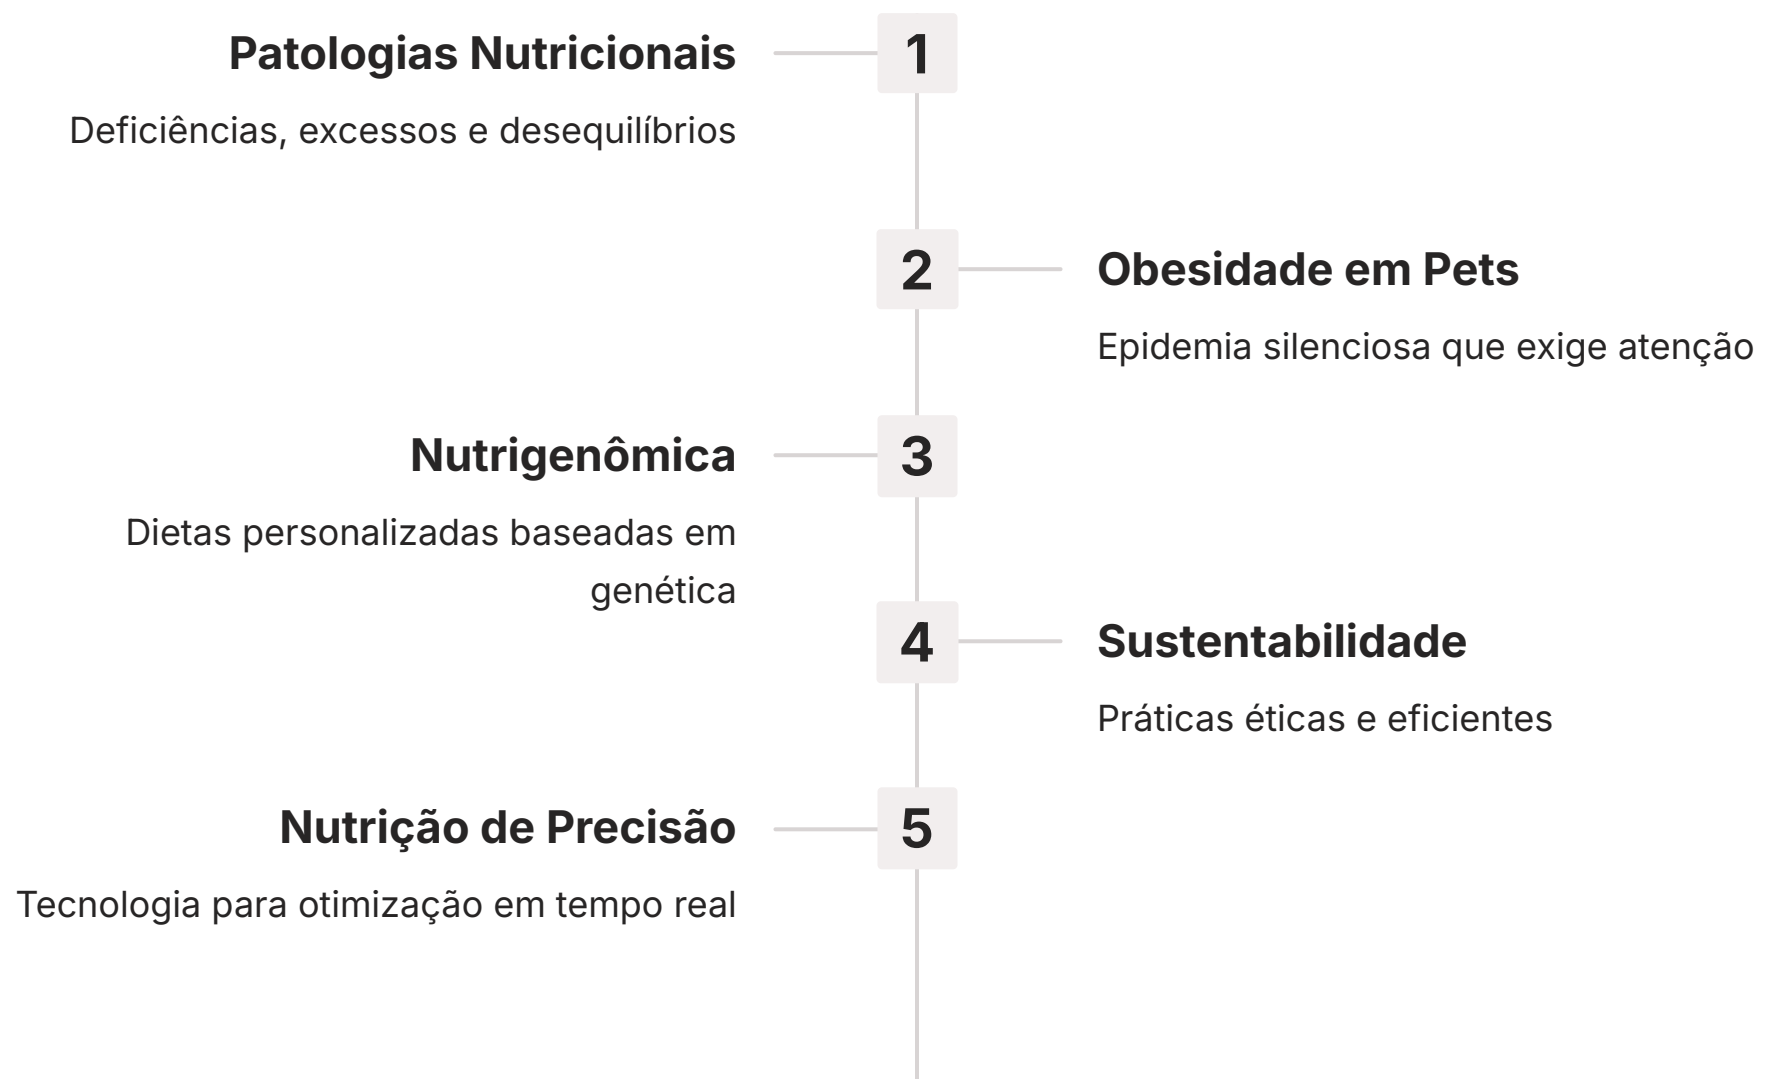 Patologias Nutricionais
1
Deficiências, excessos e desequilíbrios
2
Obesidade em Pets
Epidemia silenciosa que exige atenção
Nutrigenômica
3
Dietas personalizadas baseadas em
genética
4
Sustentabilidade
Práticas éticas e eficientes
Nutrição de Precisão
5
Tecnologia para otimização em tempo real